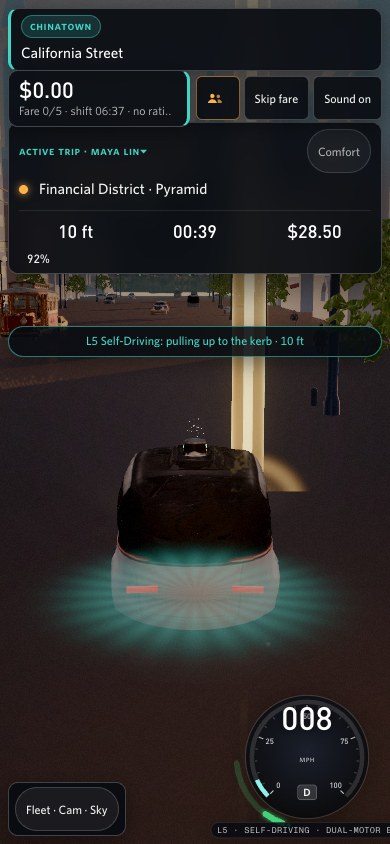 CHINATOWN
California Street
$0.00
Fare 0/5 · shift 06:37 · no rati..
Skip fare
Sound on
ACTIVE TRIP · MAYA LIN
Comfort
Financial District · Pyramid
10 ft 00:39 $28.50
92%
L5 Self-Driving: pulling up to the kerb · 10 ft
008
25 75
MPH
0 100
D
Fleet · Cam · Sky
L5 · SELF-DRIVING · DUAL-MOTOR